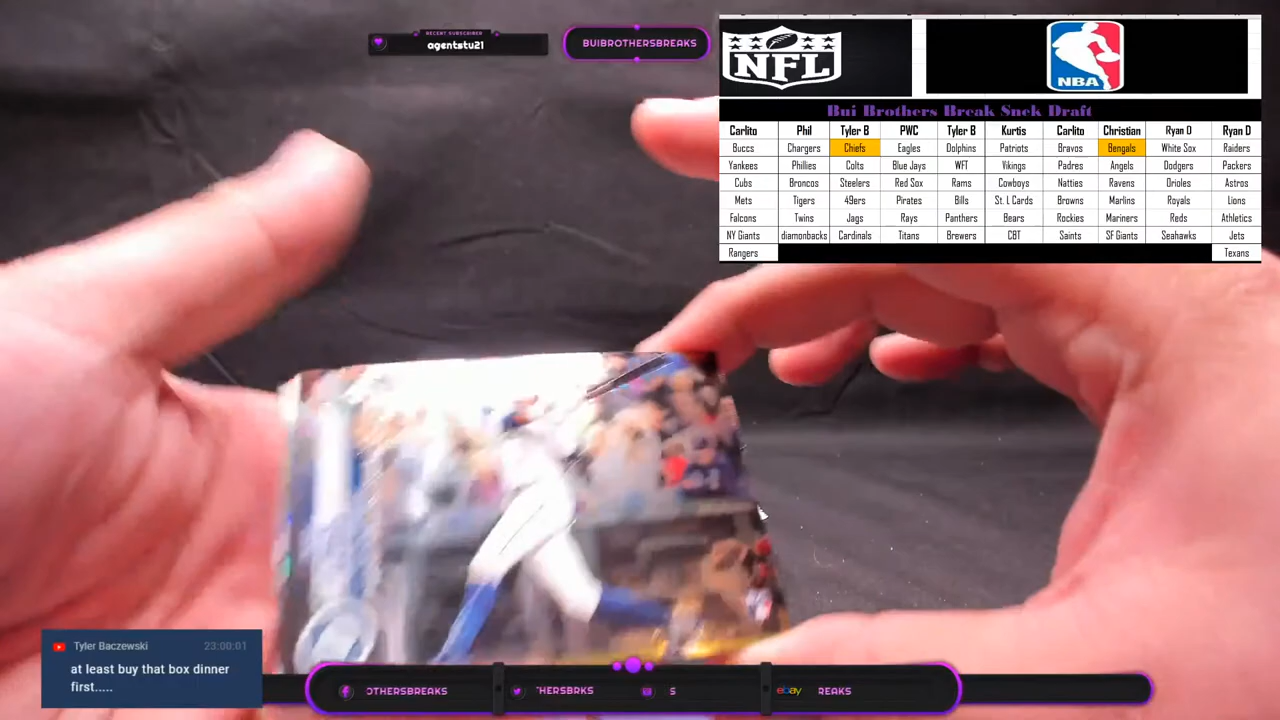 RECENT SUBSCRIBER
agentstu21
BUIBROTHERSBREAKS
NFL
NBA
Bui Brothers Break Snek Draft
Carlito Phil Tyler B PWC Tyler B Kurtis Carlito Christian Ryan O Ryan D
Buccs Chargers Chiefs Eagles Dolphins Patriots Bravos Bengals White Sox Raiders
Yankees Phillies Colts Blue Jays WFT Vikings Padres Angels Dodgers Packers
Cubs Broncos Steelers Red Sox Rams Cowboys Natties Ravens Orioles Astros
Mets Tigers 49ers Pirates Bills St. L Cards Browns Marlins Royals Lions
Falcons Twins Jags Rays Panthers Bears Rockies Mariners Reds Athletics
NY Giants diamonbacks Cardinals Titans Brewers CBT Saints SF Giants Seahawks Jets
Rangers Texans
Tyler Baczewski 23:00:01
at least buy that box dinner
first.....
OTHERSBREAKS 'HERSBRKS S ebay REAKS